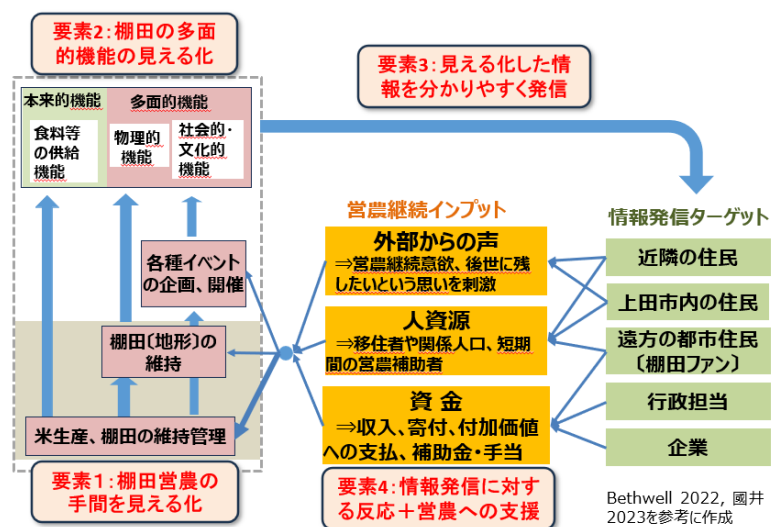 要素2：棚田の多面
的機能の見える化
要素3：見える化した情
報を分かりやすく発信
本来的機能
多面的機能
食料等
の供給
機能
物理的
機能
社会的・
文化的
機能
各種イベント
の企画、開催
棚田〔地形〕の
維持
米生産、棚田の維持管理
要素1：棚田営農の
手間を見える化
営農継続インプット
外部からの声
⇒営農継続意欲、後世に残
したいという思いを刺激
人資源
⇒移住者や関係人口、短期
間の営農補助者
資 金
⇒収入、寄付、付加価値
への支払、補助金・手当
要素4：情報発信に対す
る反応＋営農への支援
情報発信ターゲット
近隣の住民
上田市内の住民
遠方の都市住民
〔棚田ファン〕
行政担当
企業
Bethwell 2022, 國井
2023を参考に作成